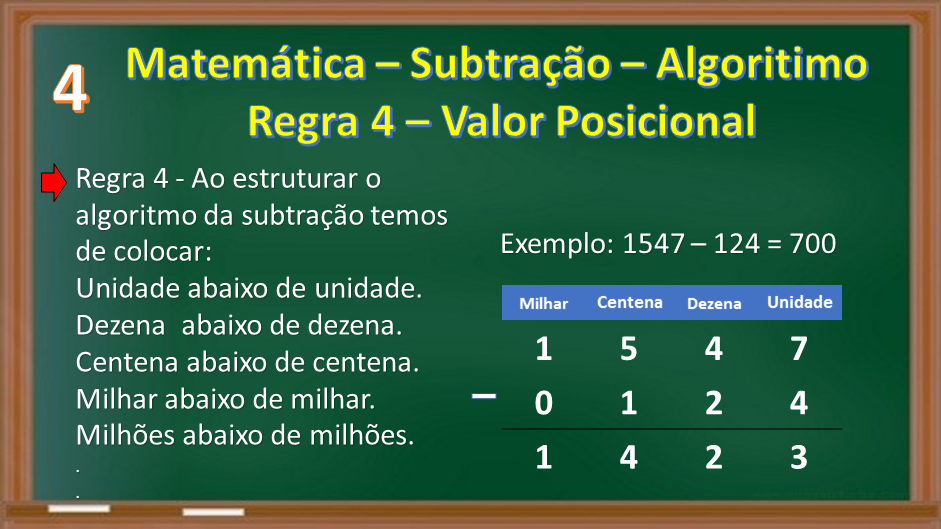 4
Matemática – Subtração – Algoritimo
Regra 4 – Valor Posicional
Regra 4 - Ao estruturar o
algoritmo da subtração temos
de colocar:
Unidade abaixo de unidade.
Dezena abaixo de dezena.
Centena abaixo de centena.
Milhar abaixo de milhar.
Milhões abaixo de milhões.
.
.
Exemplo: 1547 – 124 = 700
Milhar Centena Dezena Unidade
1 5 4 7
– 0 1 2 4
1 4 2 3